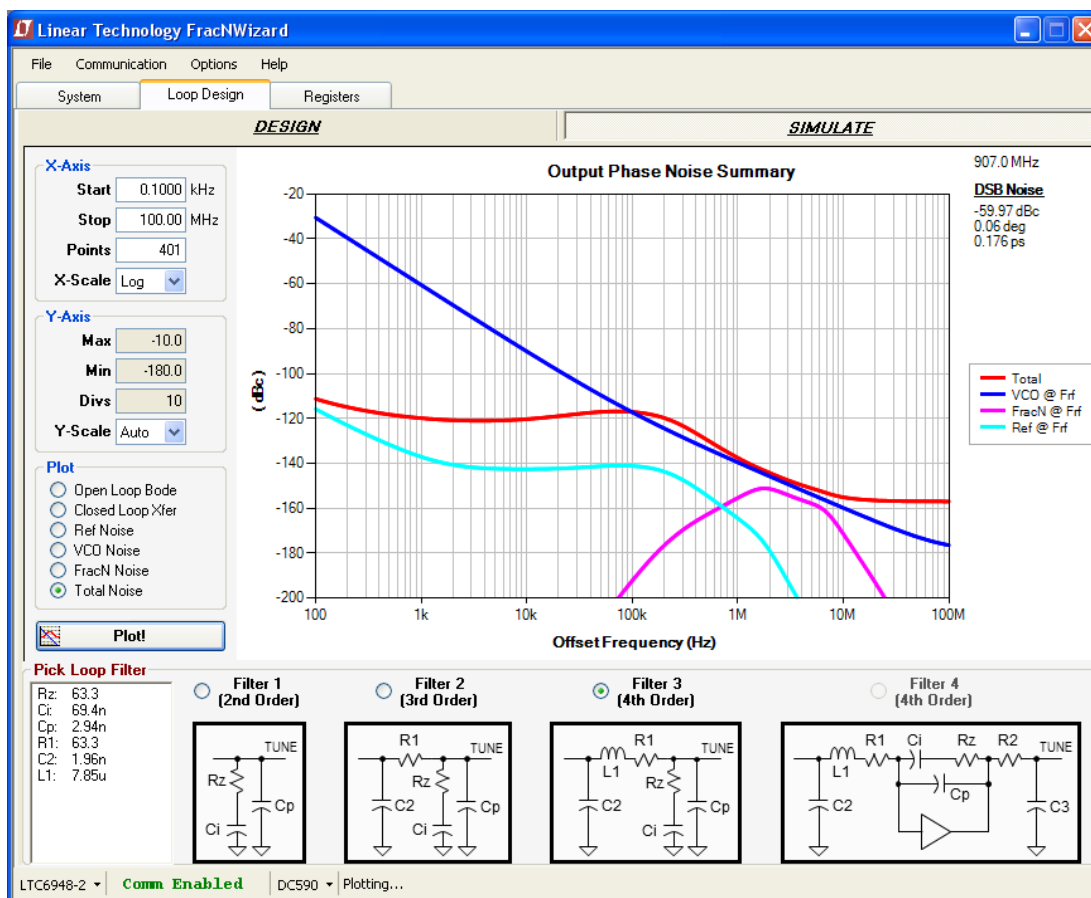 Linear Technology FracNWizard
File Communication Options Help
System Loop Design Registers
DESIGN SIMULATE
X-Axis
Start 0.1000 kHz
Stop 100.00 MHz
Points 401
X-Scale Log
Y-Axis
Max -10.0
Min -180.0
Divs 10
Y-Scale Auto
Plot
Open Loop Bode
Closed Loop Xfer
Ref Noise
VCO Noise
FracN Noise
Total Noise
Plot!
Output Phase Noise Summary
-20
-40
-60
-80
-100
-120
-140
-160
-180
-200
( dBc)
100 1k 10k 100k 1M 10M 100M
Offset Frequency (Hz)
907.0 MHz
DSB Noise
-59.97 dBc
0.06 deg
0.176 ps
Total
VCO @ Frf
FracN @ Frf
Ref @ Frf
Pick Loop Filter
Rz: 63.3
Ci: 69.4n
Cp: 2.94n
R1: 63.3
C2: 1.96n
L1: 7.85u
Filter 1
(2nd Order)
TUNE
Rz
Cp
Ci
Filter 2
(3rd Order)
R1 TUNE
Rz
C2 Cp
Ci
Filter 3
(4th Order)
R1 TUNE
L1 Rz
C2 Cp
Ci
Filter 4
(4th Order)
R1 Ci Rz R2 TUNE
L1
Cp
C2 C3
LTC6948-2 Comm Enabled DC590 Plotting...